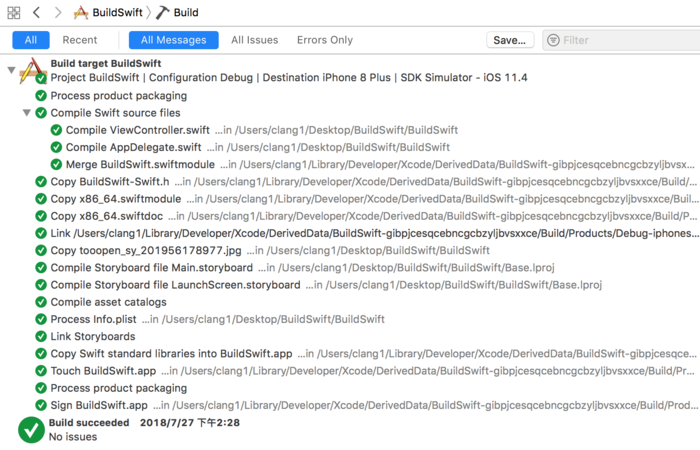 BuildSwift Build
All Recent All Messages All Issues Errors Only Save... Filter
Build target BuildSwift
Project BuildSwift | Configuration Debug | Destination iPhone 8 Plus | SDK Simulator - iOS 11.4
Process product packaging
Compile Swift source files
Compile ViewController.swift ...in /Users/clang1/Desktop/BuildSwift/BuildSwift
Compile AppDelegate.swift ...in /Users/clang1/Desktop/BuildSwift/BuildSwift
Merge BuildSwift.swiftmodule ...in /Users/clang1/Library/Developer/Xcode/DerivedData/BuildSwift-gibpjcesqcebncgcbzyljbvsx...
Copy BuildSwift-Swift.h ...in /Users/clang1/Library/Developer/Xcode/DerivedData/BuildSwift-gibpjcesqcebncgcbzyljbvsxxce/Build/...
Copy x86_64.swiftmodule ...in /Users/clang1/Library/Developer/Xcode/DerivedData/BuildSwift-gibpjcesqcebncgcbzyljbvsxxce/Buil...
Copy x86_64.swiftdoc ...in /Users/clang1/Library/Developer/Xcode/DerivedData/BuildSwift-gibpjcesqcebncgcbzyljbvsxxce/Build/P...
Link /Users/clang1/Library/Developer/Xcode/DerivedData/BuildSwift-gibpjcesqcebncgcbzyljbvsxxce/Build/Products/Debug-iphones...
Copy tooopen_sy_201956178977.jpg ...in /Users/clang1/Desktop/BuildSwift/BuildSwift
Compile Storyboard file Main.storyboard ...in /Users/clang1/Desktop/BuildSwift/BuildSwift/Base.lproj
Compile Storyboard file LaunchScreen.storyboard ...in /Users/clang1/Desktop/BuildSwift/BuildSwift/Base.lproj
Compile asset catalogs
Process Info.plist ...in /Users/clang1/Desktop/BuildSwift/BuildSwift
Link Storyboards
Copy Swift standard libraries into BuildSwift.app ...in /Users/clang1/Library/Developer/Xcode/DerivedData/BuildSwift-gibpjcesqce...
Touch BuildSwift.app ...in /Users/clang1/Library/Developer/Xcode/DerivedData/BuildSwift-gibpjcesqcebncgcbzyljbvsxxce/Build/Pr...
Process product packaging
Sign BuildSwift.app ...in /Users/clang1/Library/Developer/Xcode/DerivedData/BuildSwift-gibpjcesqcebncgcbzyljbvsxxce/Build/Prod...
Build succeeded 2018/7/27 下午2:28
No issues